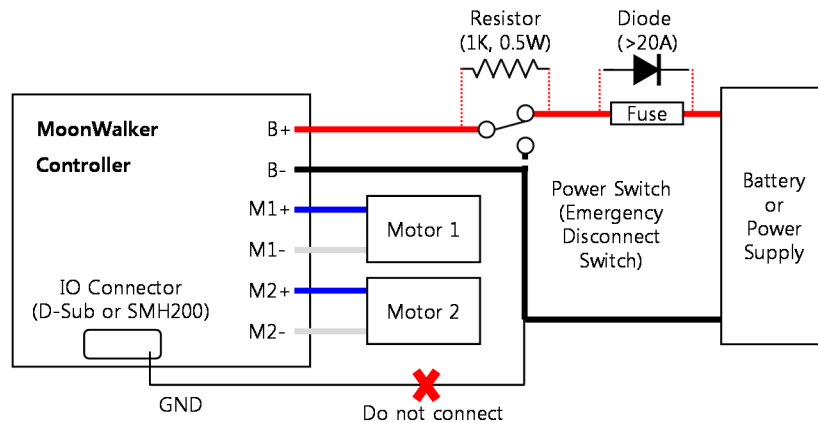 Resistor
(1K, 0.5W)
Diode
(>20A)
MoonWalker
Controller
B+
B-
Fuse
M1+
M1-
Motor 1
M2+
M2-
Motor 2
IO Connector
(D-Sub or SMH200)
Power Switch
(Emergency
Disconnect
Switch)
Battery
or
Power
Supply
GND
Do not connect